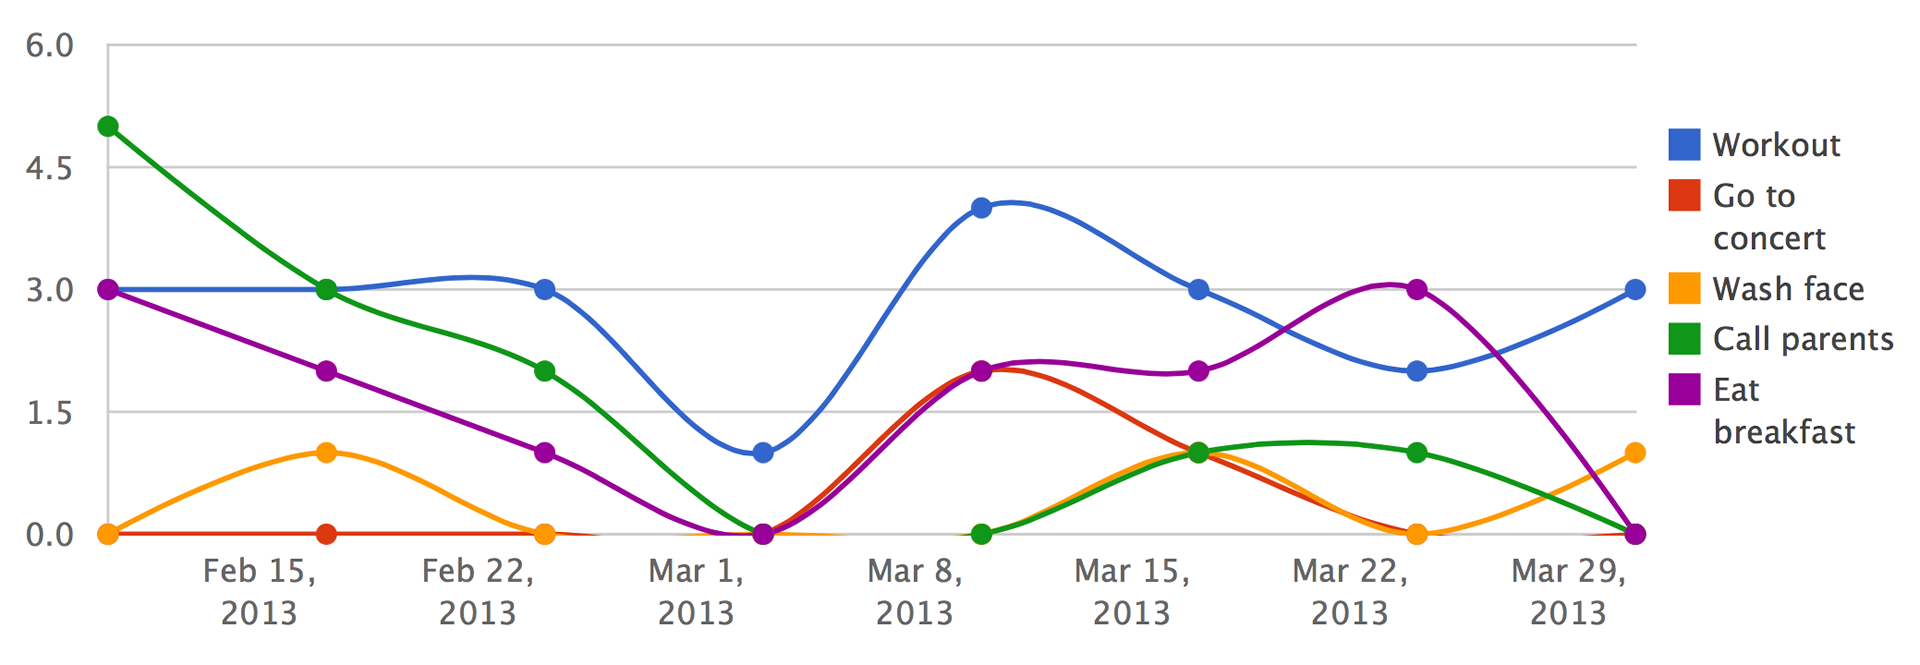 6.0
4.5
3.0
1.5
0.0
Feb 15,
2013
Feb 22,
2013
Mar 1,
2013
Mar 8,
2013
Mar 15,
2013
Mar 22,
2013
Mar 29,
2013
Workout
Go to
concert
Wash face
Call parents
Eat
breakfast